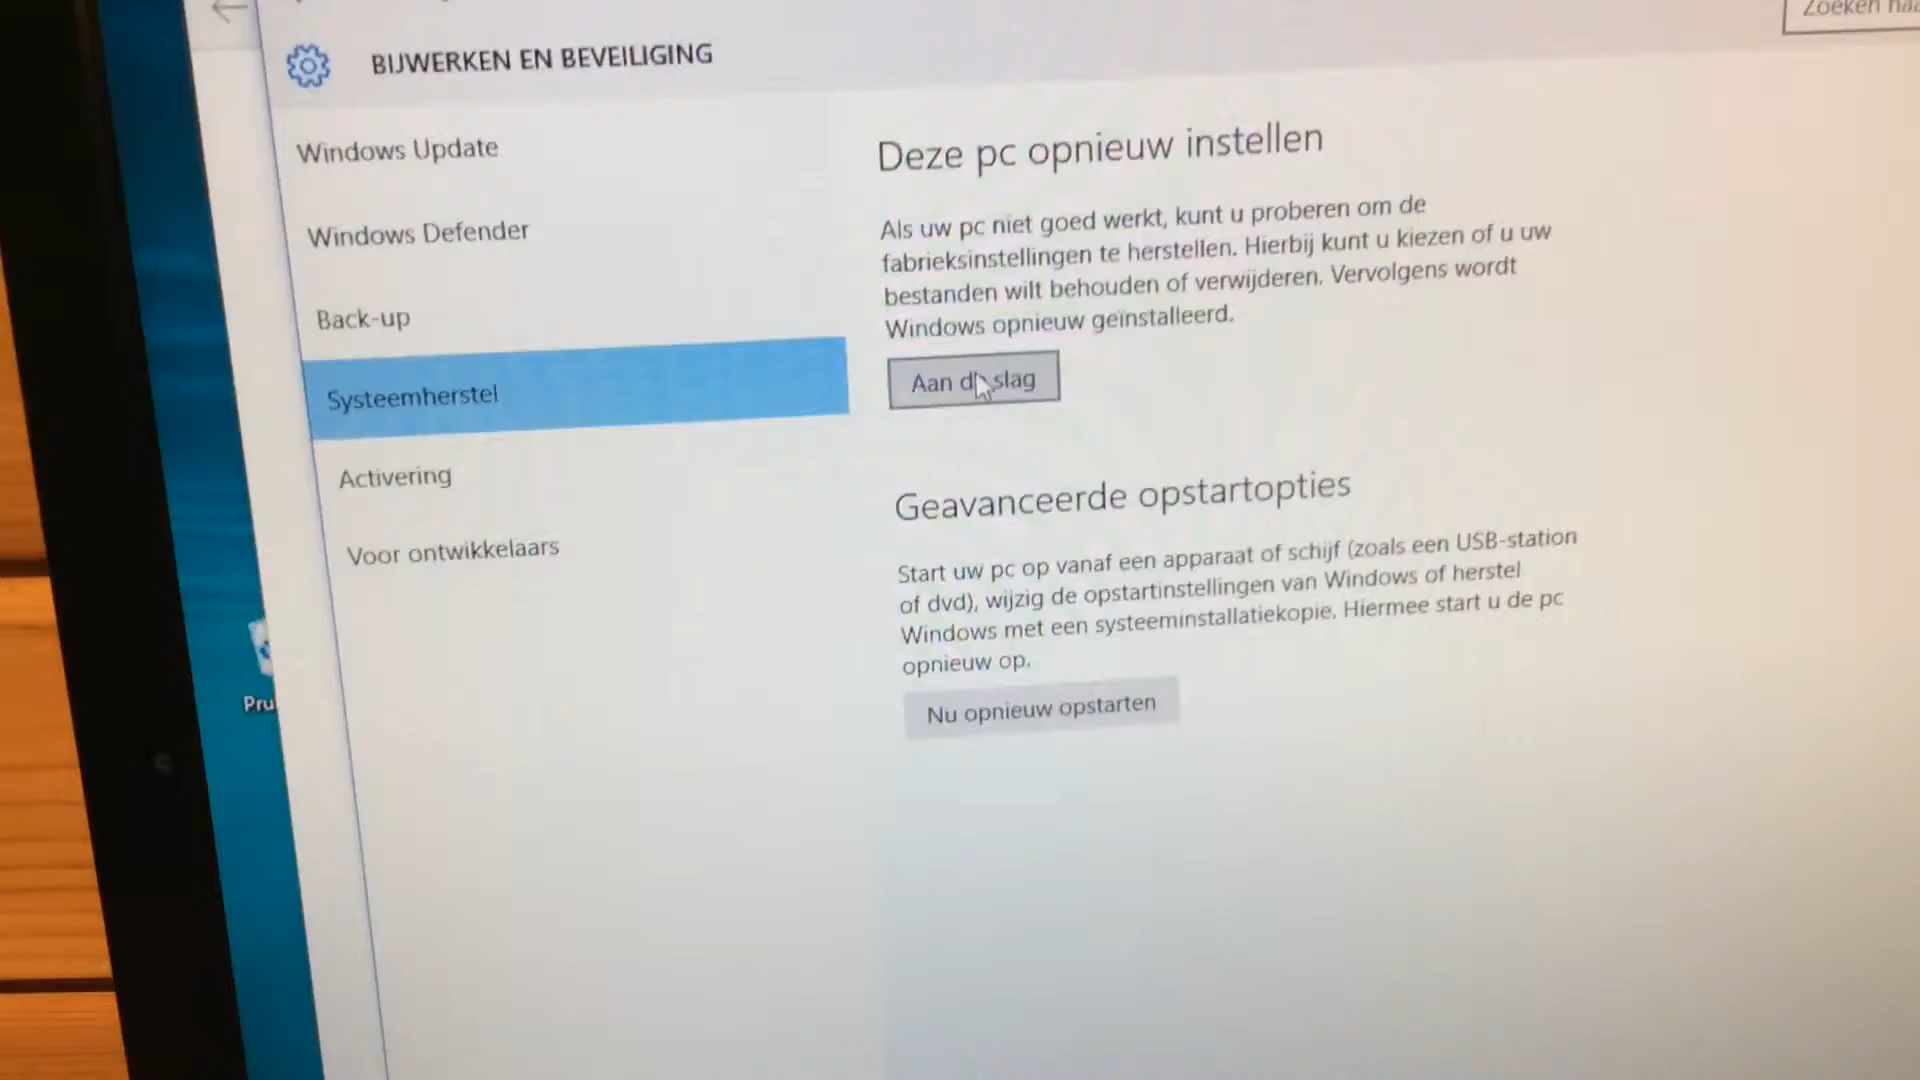 Zoeken naa
BIJWERKEN EN BEVEILIGING
Windows Update
Windows Defender
Back-up
Systeemherstel
Activering
Voor ontwikkelaars
Deze pc opnieuw instellen
Als uw pc niet goed werkt, kunt u proberen om de
fabrieksinstellingen te herstellen. Hierbij kunt u kiezen of u uw
bestanden wilt behouden of verwijderen. Vervolgens wordt
Windows opnieuw geïnstalleerd.
Aan de slag
Geavanceerde opstartopties
Start uw pc op vanaf een apparaat of schijf (zoals een USB-station
of dvd), wijzig de opstartinstellingen van Windows of herstel
Windows met een systeeminstallatiekopie. Hiermee start u de pc
opnieuw op.
Nu opnieuw opstarten
Pru